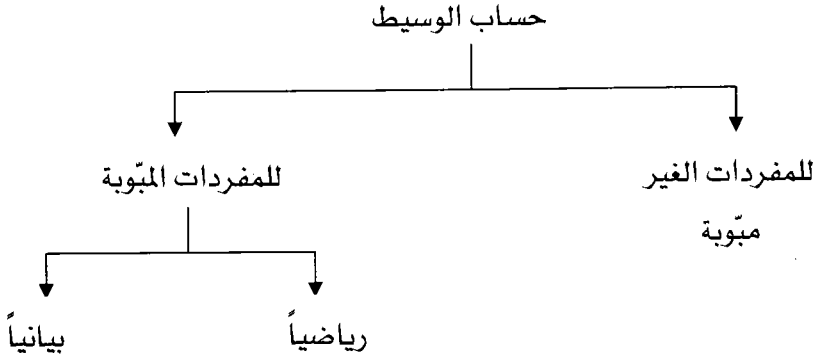 حساب الوسيط
للمفردات الغير
مبّوبة
للمفردات المبّوبة
رياضياً
بيانياً